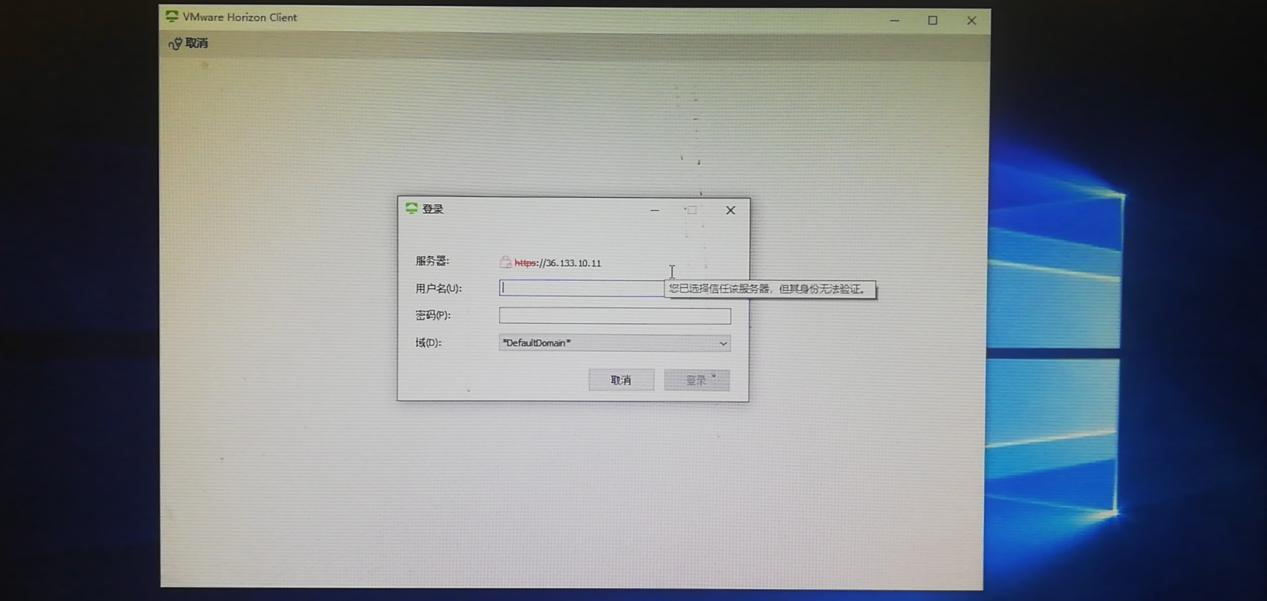 VMware Horizon Client
取消
登录
服务器: https://36.133.10.11
用户名(U):
您已选择信任该服务器，但其身份无法验证。
密码(P):
域(D): *DefaultDomain*
取消 登录